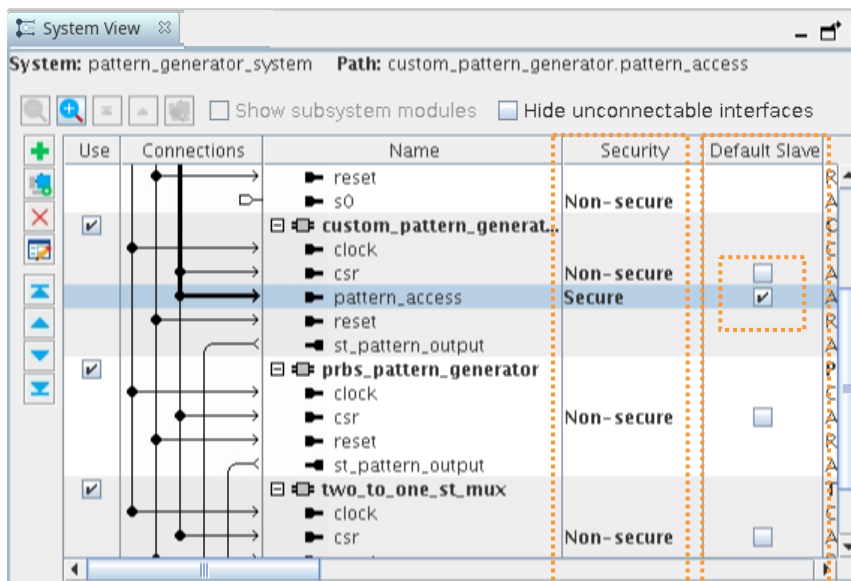 System View
System: pattern_generator_system Path: custom_pattern_generator.pattern_access
Show subsystem modules Hide unconnectable interfaces
Use Connections Name Security Default Slave
reset R
s0 Non-secure A
custom_pattern_generat... C
clock C
csr Non-secure A
pattern_access Secure A
reset R
st_pattern_output A
prbs_pattern_generator P
clock C
csr Non-secure A
reset R
st_pattern_output A
two_to_one_st_mux T
clock C
csr Non-secure A